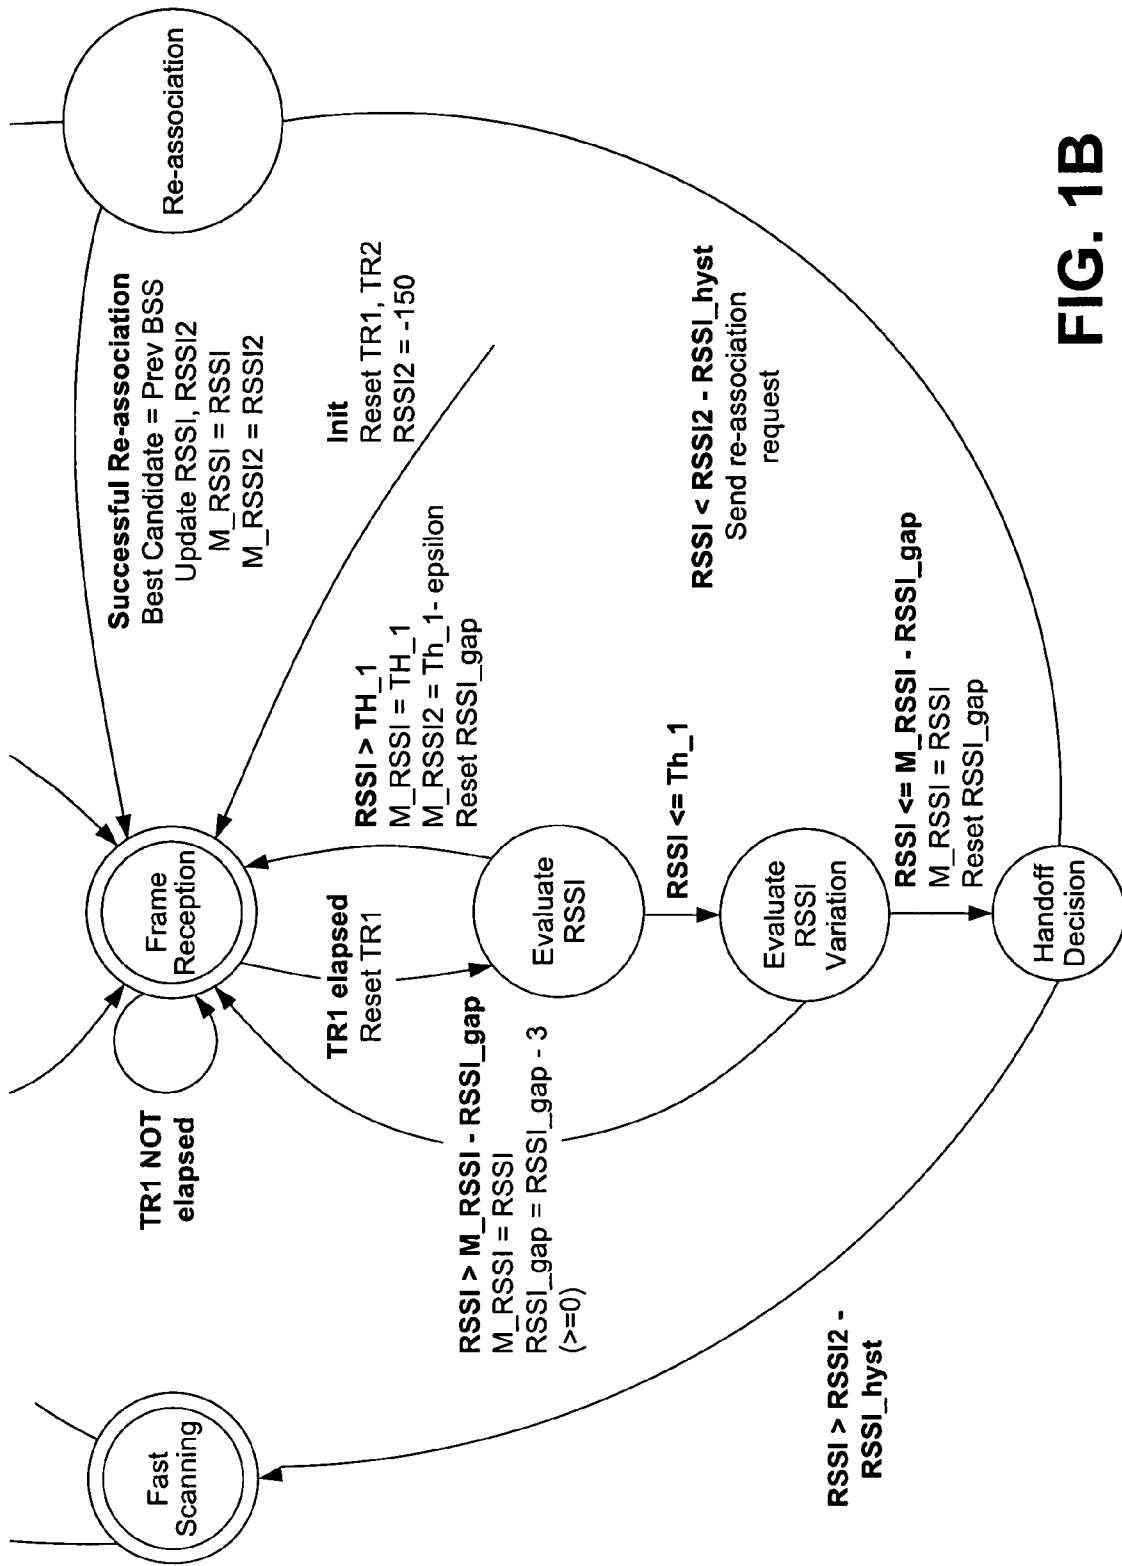 Fast
Scanning
TR1 NOT
elapsed
Frame
Reception
Successful Re-association
Best Candidate = Prev BSS
Update RSSI, RSSI2
M_RSSI = RSSI
M_RSSI2 = RSSI2
Re-association
TR1 elapsed
Reset TR1
Init
Reset TR1, TR2
RSSI2 = -150
RSSI > TH_1
M_RSSI = TH_1
M_RSSI2 = Th_1- epsilon
Reset RSSI_gap
RSSI > M_RSSI - RSSI_gap
M_RSSI = RSSI
RSSI_gap = RSSI_gap - 3
(>=0)
Evaluate
RSSI
RSSI <= Th_1
Evaluate
RSSI
Variation
RSSI < RSSI2 - RSSI_hyst
Send re-association
request
RSSI <= M_RSSI - RSSI_gap
M_RSSI = RSSI
Reset RSSI_gap
RSSI > RSSI2 -
RSSI_hyst
Handoff
Decision
FIG. 1B